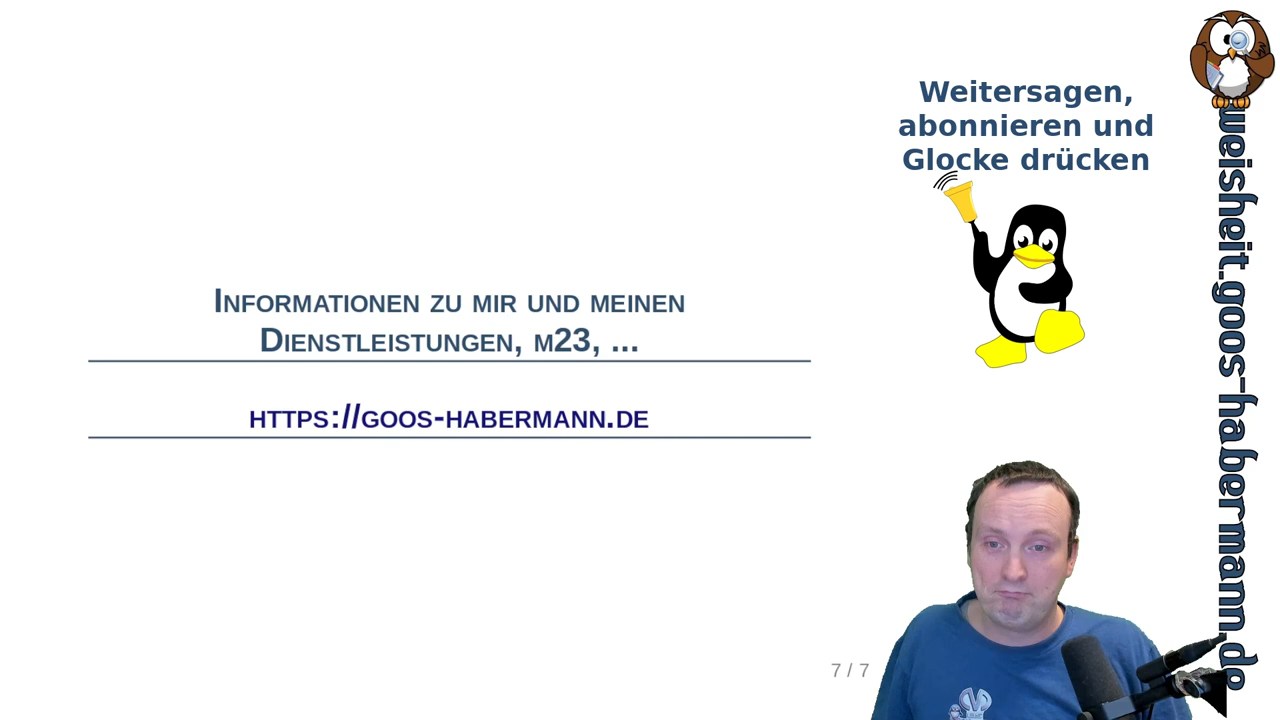 Weitersagen,
abonnieren und
Glocke drücken
Informationen zu mir und meinen
Dienstleistungen, m23, ...
https://goos-habermann.de
7 / 7
weisheit.goos-habermann.de